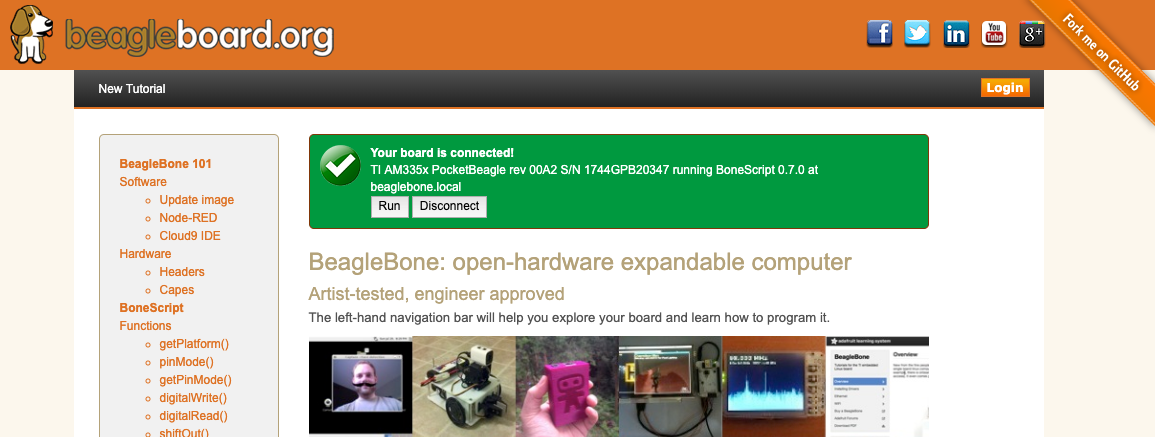 beagleboard.org
Fork me on GitHub
New Tutorial
Login
BeagleBone 101
Software
Update image
Node-RED
Cloud9 IDE
Hardware
Headers
Capes
BoneScript
Functions
getPlatform()
pinMode()
getPinMode()
digitalWrite()
digitalRead()
shiftOut()
Your board is connected!
TI AM335x PocketBeagle rev 00A2 S/N 1744GPB20347 running BoneScript 0.7.0 at
beaglebone.local
Run Disconnect
BeagleBone: open-hardware expandable computer
Artist-tested, engineer approved
The left-hand navigation bar will help you explore your board and learn how to program it.
adafruit learning system
BeagleBone
Overview